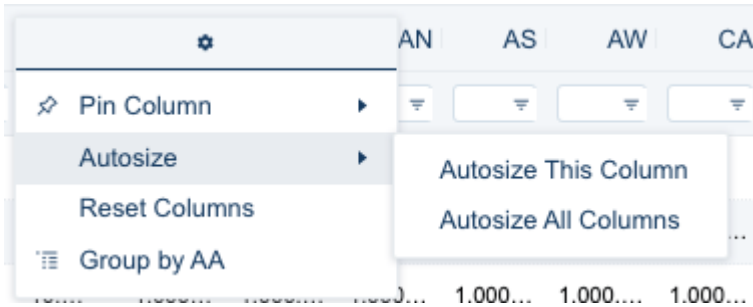 AN AS AW CA
Pin Column
Autosize
Autosize This Column
Reset Columns
Autosize All Columns
...
Group by AA
1,000... 1,000... 1,000...